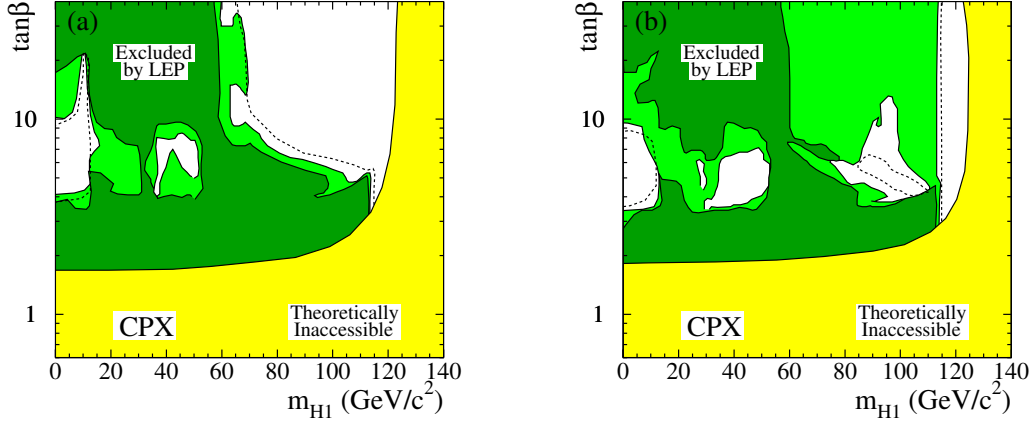 tanβ
(a)
Excluded
by LEP
10
1
CPX
Theoretically
Inaccessible
0 20 40 60 80 100 120 140
m_H1 (GeV/c²)
tanβ
(b)
Excluded
by LEP
10
1
CPX
Theoretically
Inaccessible
0 20 40 60 80 100 120 140
m_H1 (GeV/c²)